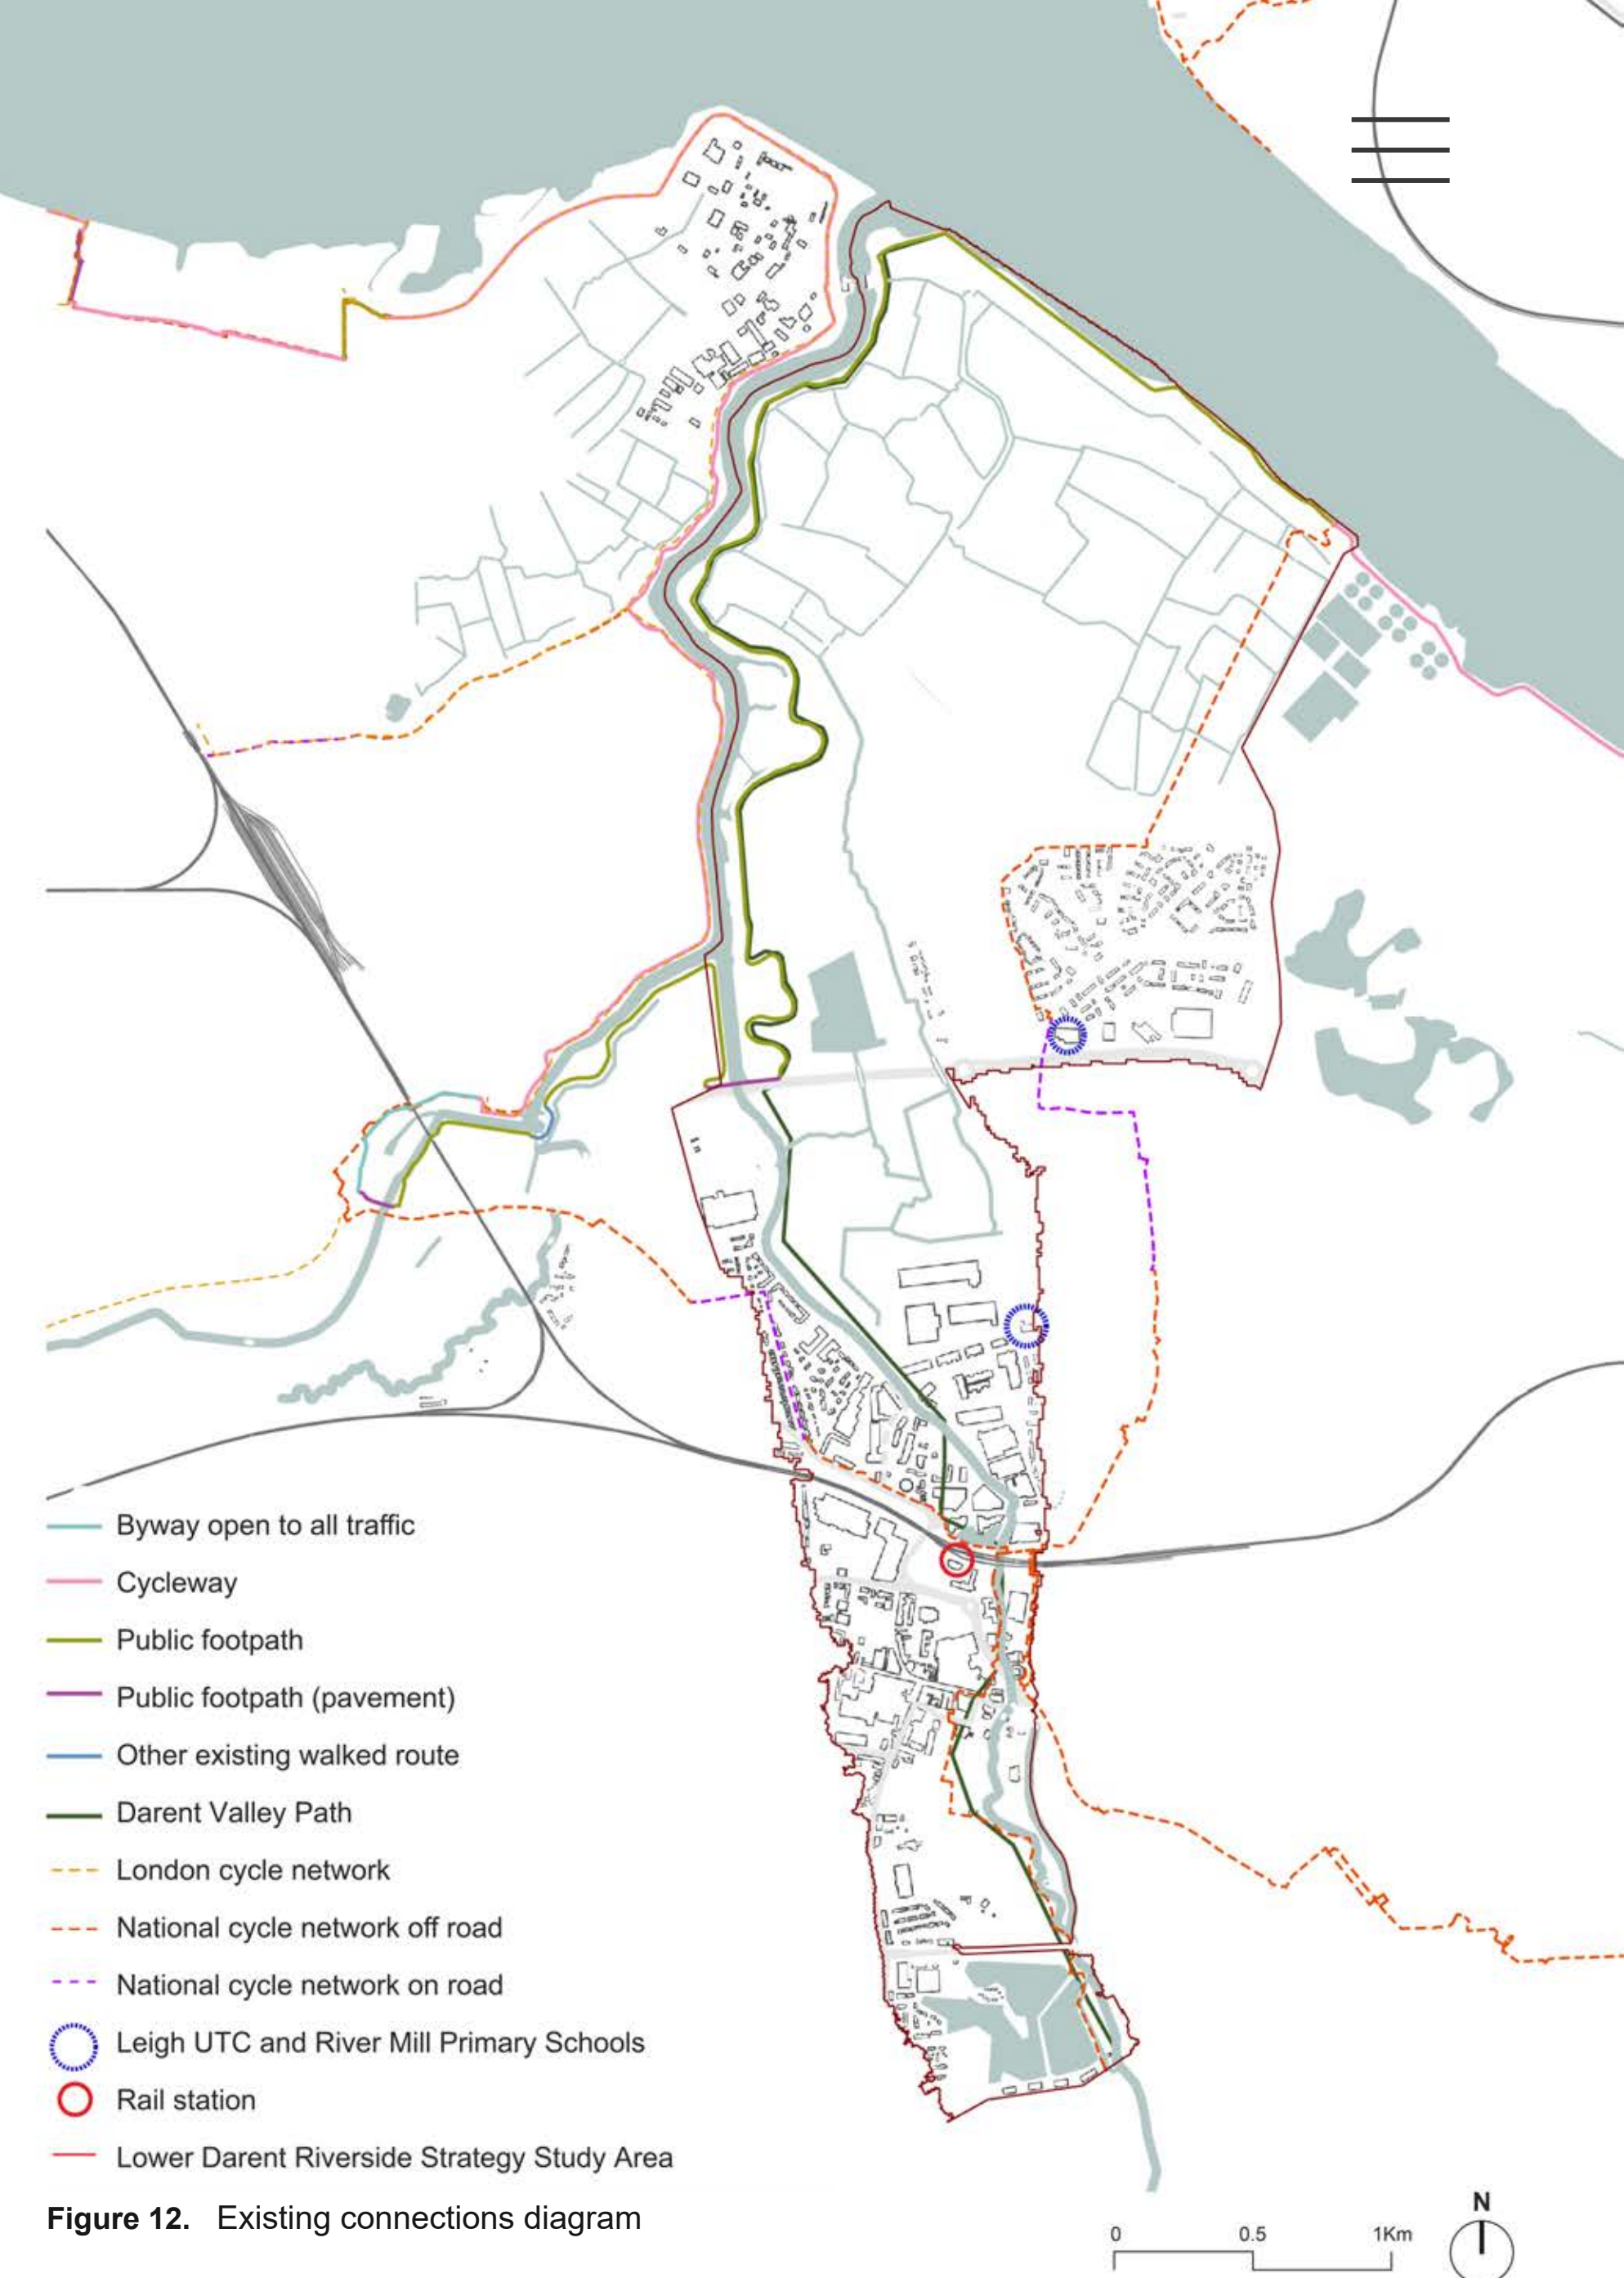 Byway open to all traffic
Cycleway
Public footpath
Public footpath (pavement)
Other existing walked route
Darent Valley Path
London cycle network
National cycle network off road
National cycle network on road
Leigh UTC and River Mill Primary Schools
Rail station
Lower Darent Riverside Strategy Study Area
Figure 12. Existing connections diagram
0 0.5 1Km
N